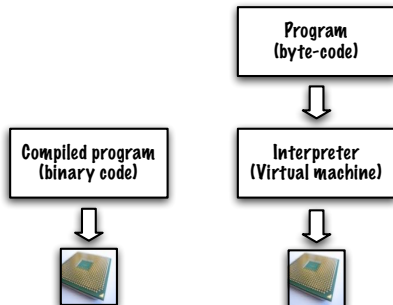 Program
(byte-code)
Compiled program
(binary code)
Interpreter
(Virtual machine)